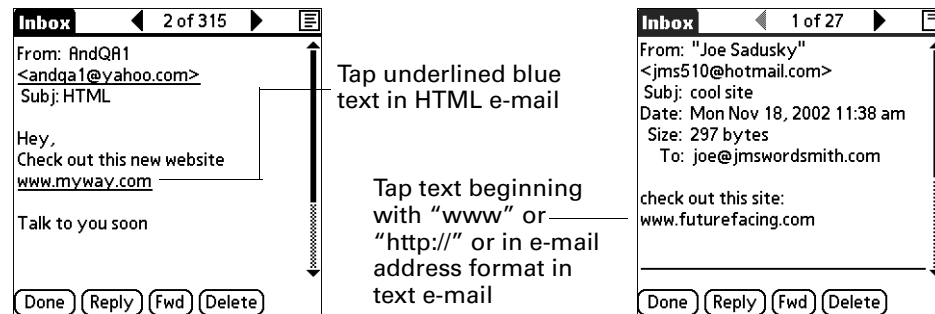 Inbox 2 of 315
From: AndQA1
<andqa1@yahoo.com>
Subj: HTML
Hey,
Check out this new website
www.myway.com
Talk to you soon
Done Reply Fwd Delete
Tap underlined blue
text in HTML e-mail
Tap text beginning
with “www” or
“http://” or in e-mail
address format in
text e-mail
Inbox 1 of 27
From: "Joe Sadusky"
<jms510@hotmail.com>
Subj: cool site
Date: Mon Nov 18, 2002 11:38 am
Size: 297 bytes
To: joe@jmswordsmith.com
check out this site:
www.futurefacing.com
Done Reply Fwd Delete